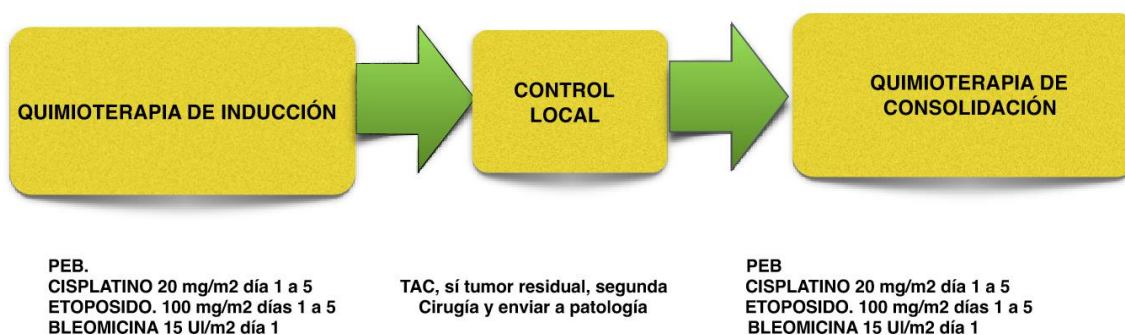 QUIMIOTERAPIA DE INDUCCIÓN
CONTROL
LOCAL
QUIMIOTERAPIA DE
CONSOLIDACIÓN
PEB.
CISPLATINO 20 mg/m2 día 1 a 5
ETOPOSIDO. 100 mg/m2 días 1 a 5
BLEOMICINA 15 UI/m2 día 1
TAC, sí tumor residual, segunda
Cirugía y enviar a patología
PEB
CISPLATINO 20 mg/m2 día 1 a 5
ETOPOSIDO. 100 mg/m2 días 1 a 5
BLEOMICINA 15 UI/m2 día 1